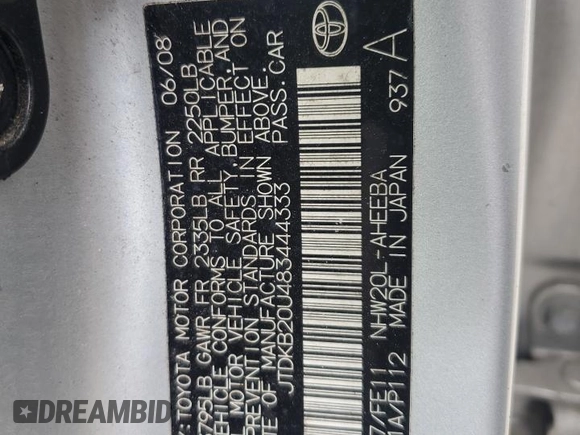 TOYOTA MOTOR CORPORATION 06/08
795LB GAWR FR 2335LB RR 2250LB
VEHICLE CONFORMS TO ALL APPLICABLE
MOTOR VEHICLE SAFETY, BUMPER, AND
PREVENTION STANDARDS IN EFFECT ON
OF MANUFACTURE SHOWN ABOVE.
JTDKB20U483444333 PASS.CAR
/FE11 NHW20L-AHEEBA 937 A
A/P112 MADE IN JAPAN
DREAMBID